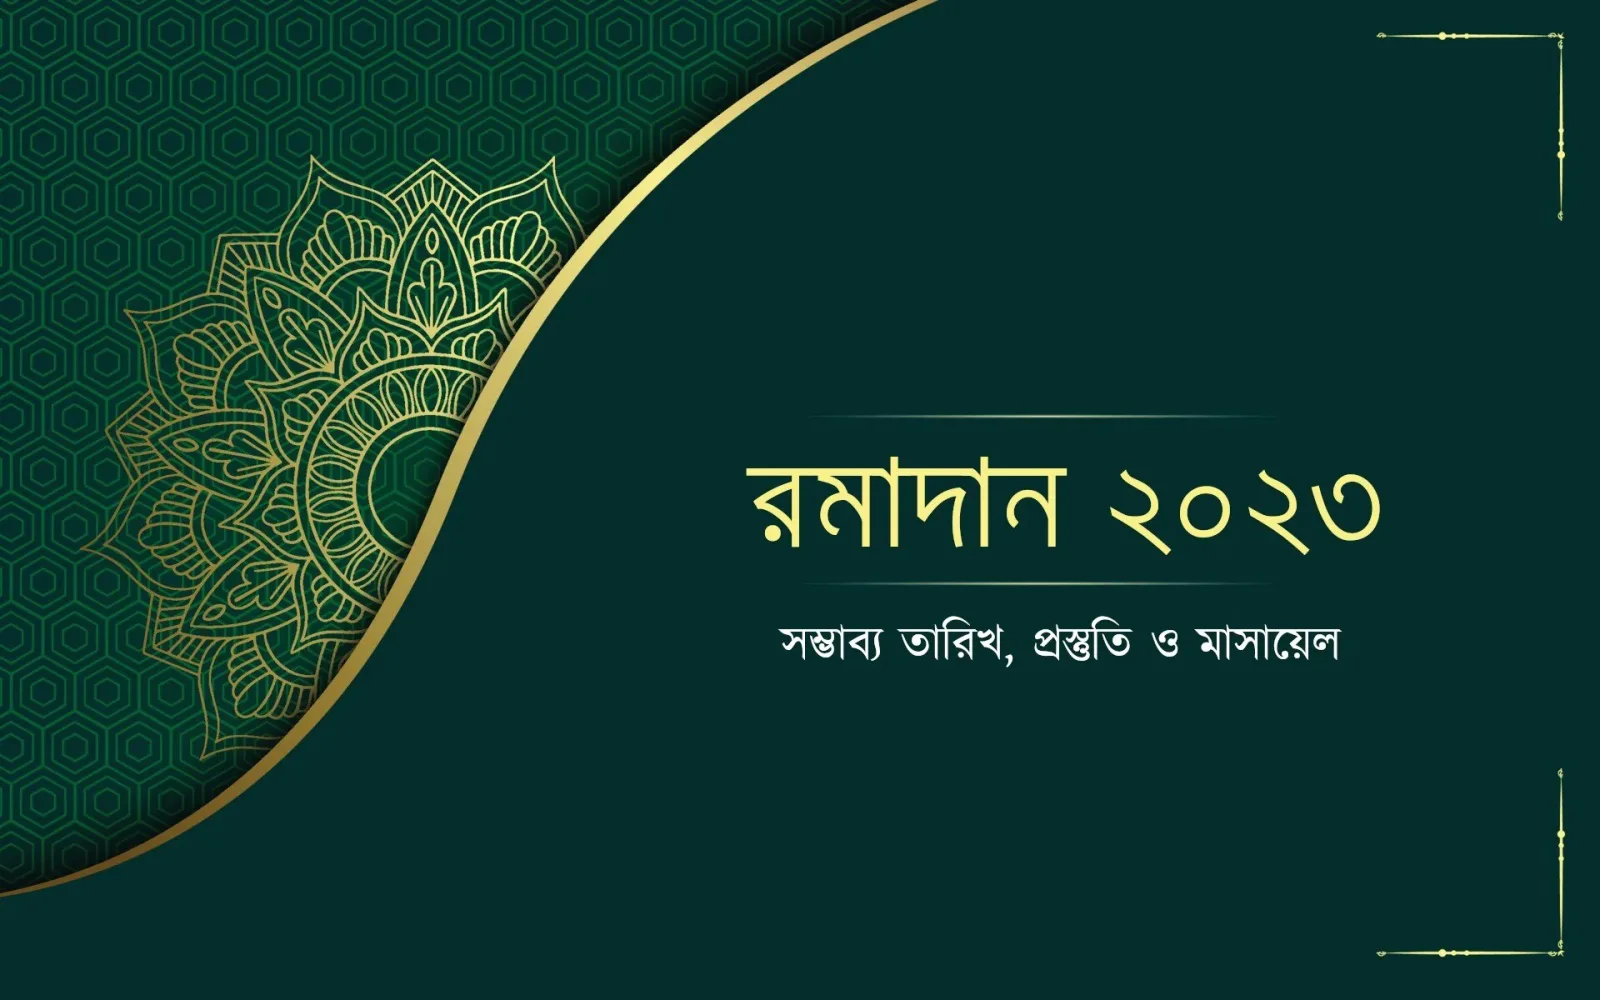 রমাদান ২০২৩
সম্ভাব্য তারিখ, প্রস্তুতি ও মাসায়েল